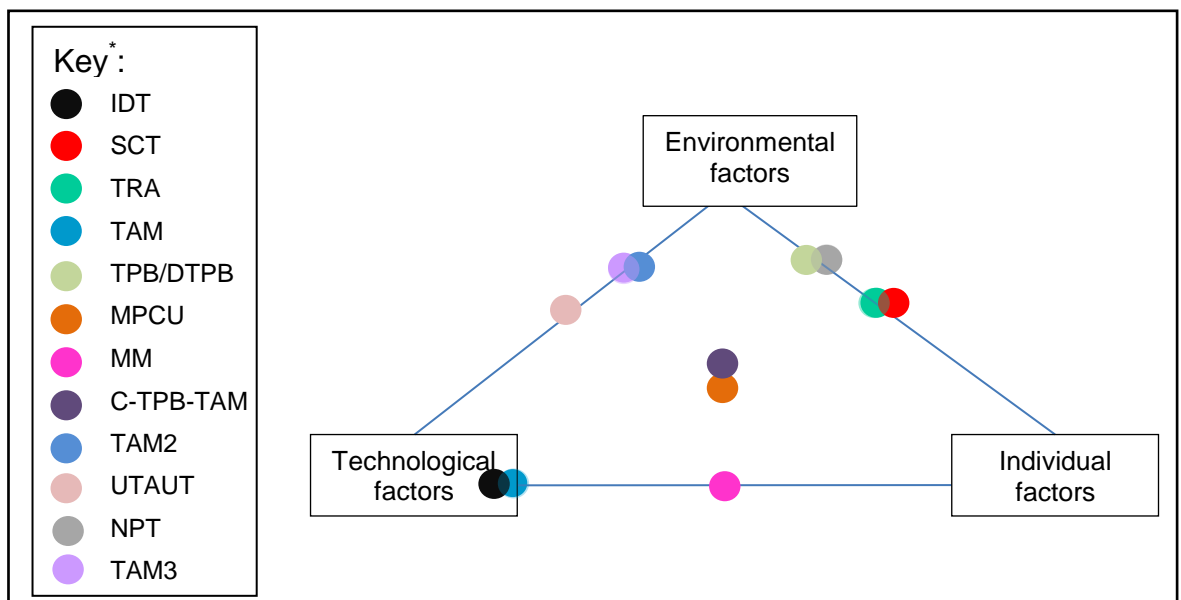 Key*:
IDT
SCT
TRA
TAM
TPB/DTPB
MPCU
MM
C-TPB-TAM
TAM2
UTAUT
NPT
TAM3
Environmental
factors
Technological
factors
Individual
factors